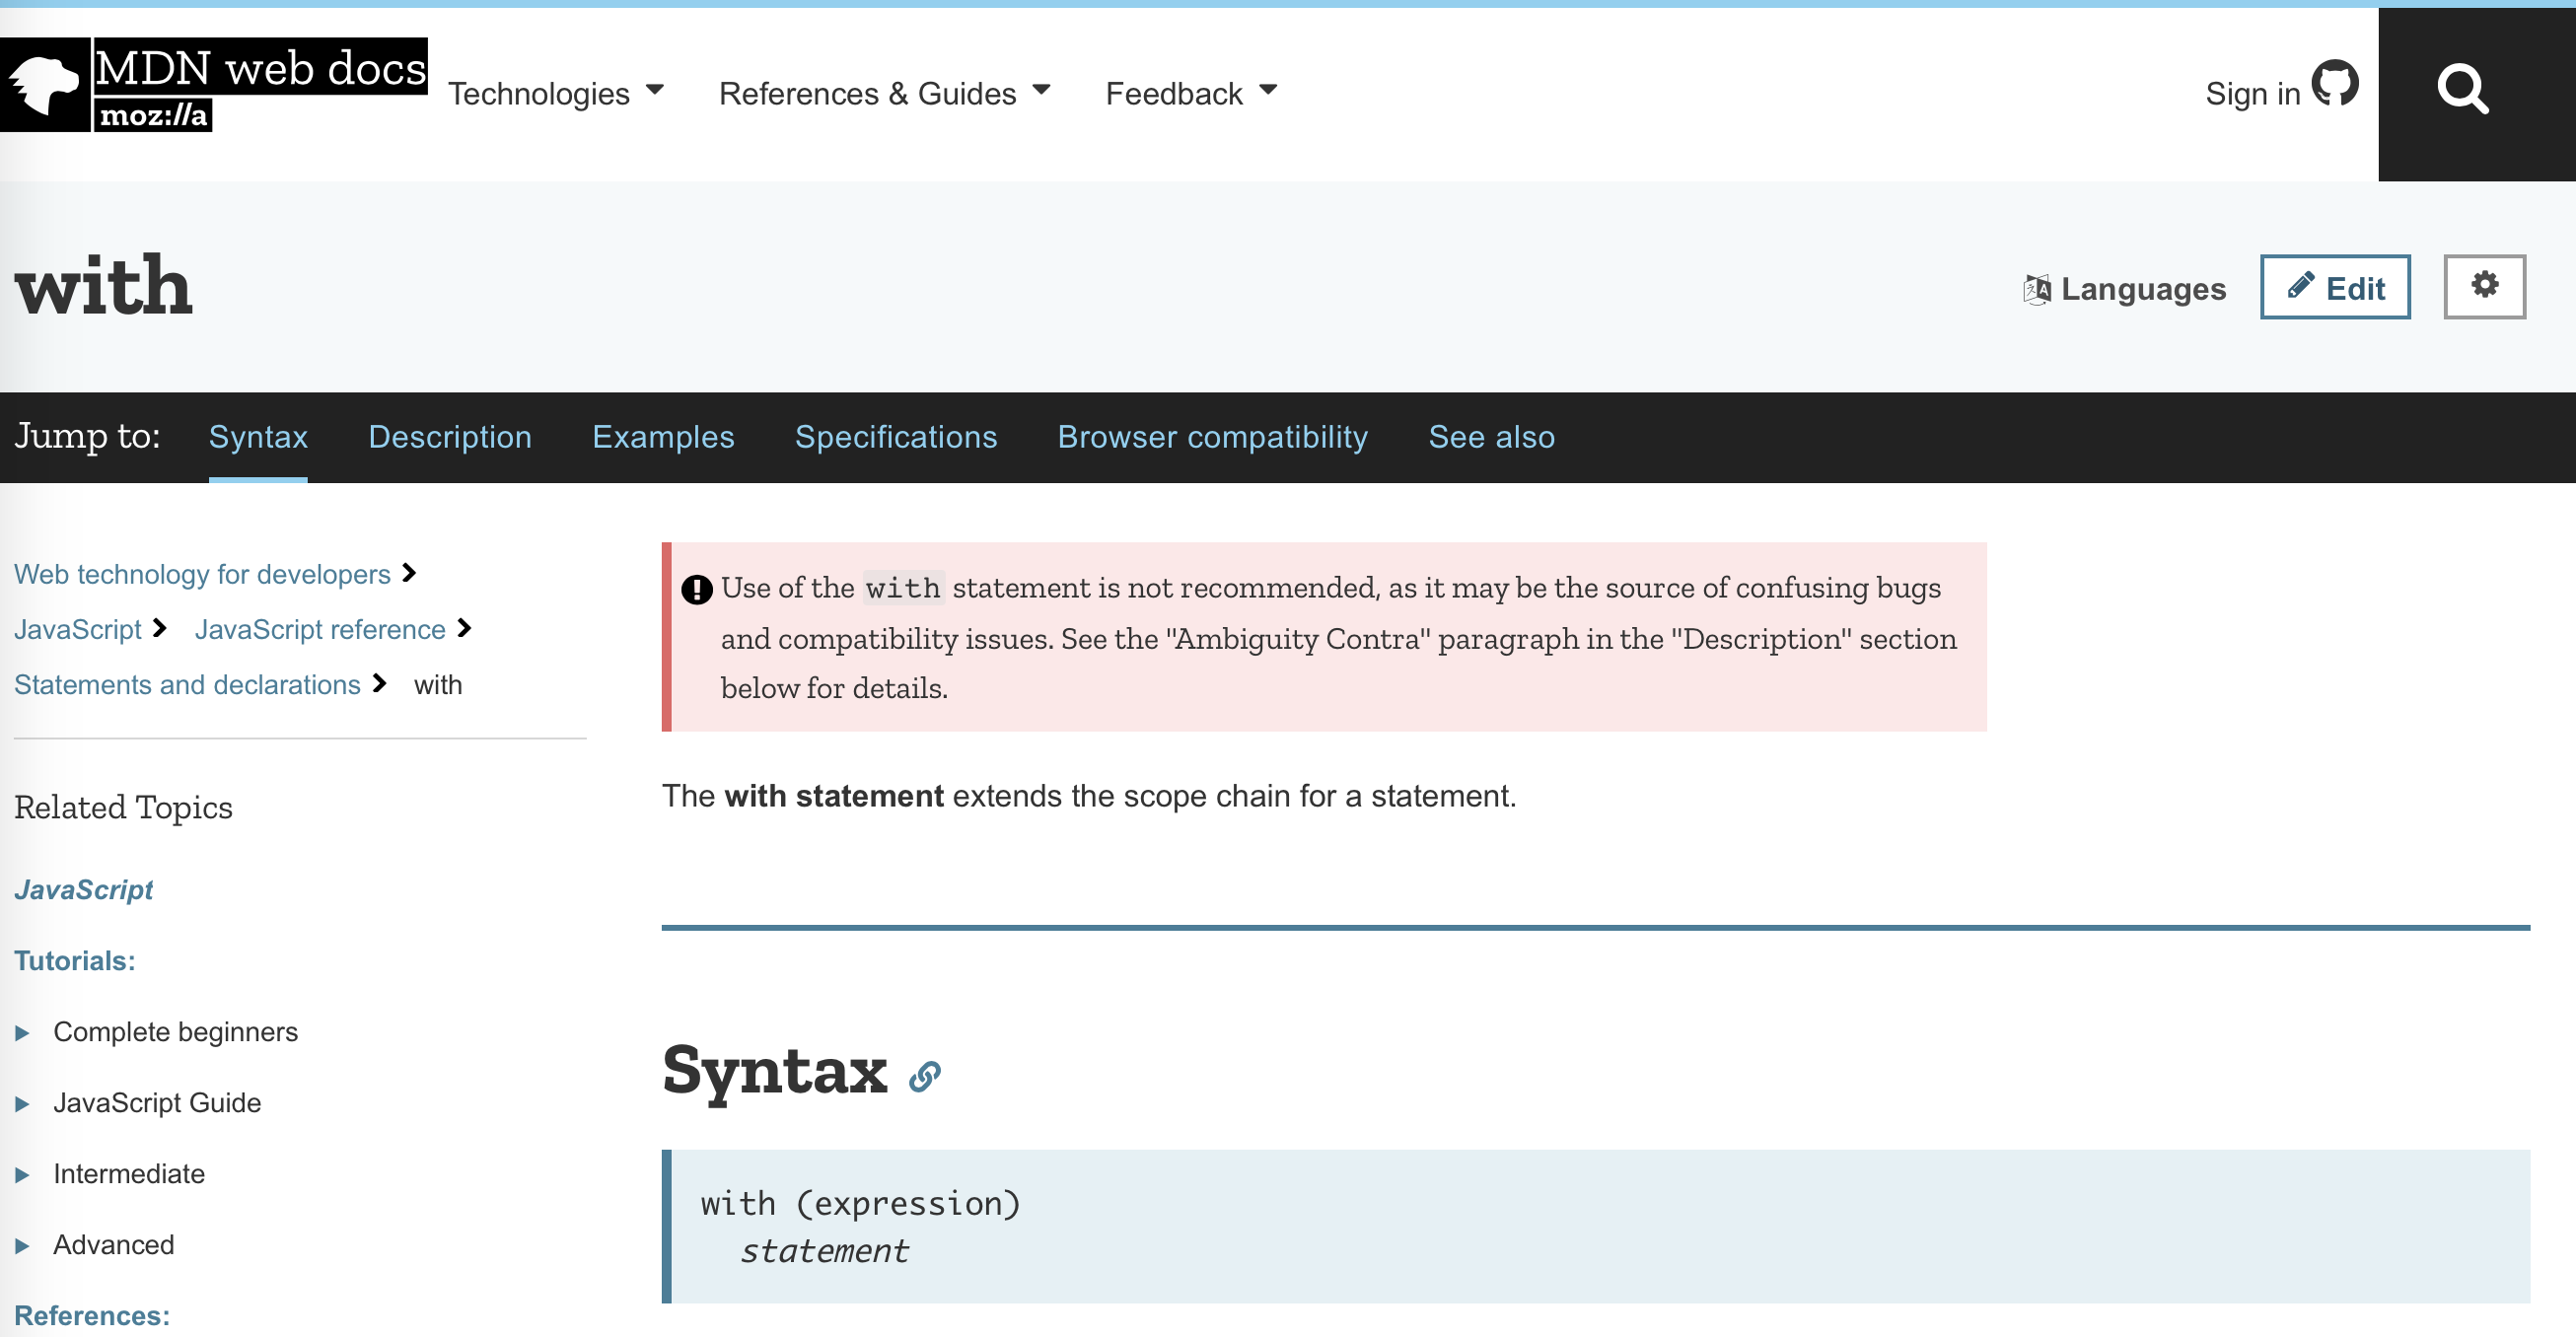 MDN web docs
moz://a
Technologies
References & Guides
Feedback
Sign in
with
Languages
Edit
Jump to:
Syntax
Description
Examples
Specifications
Browser compatibility
See also
Web technology for developers
JavaScript
JavaScript reference
Statements and declarations
with
Related Topics
JavaScript
Tutorials:
Complete beginners
JavaScript Guide
Intermediate
Advanced
References:
Use of the with statement is not recommended, as it may be the source of confusing bugs
and compatibility issues. See the "Ambiguity Contra" paragraph in the "Description" section
below for details.
The with statement extends the scope chain for a statement.
Syntax
with (expression)
  statement